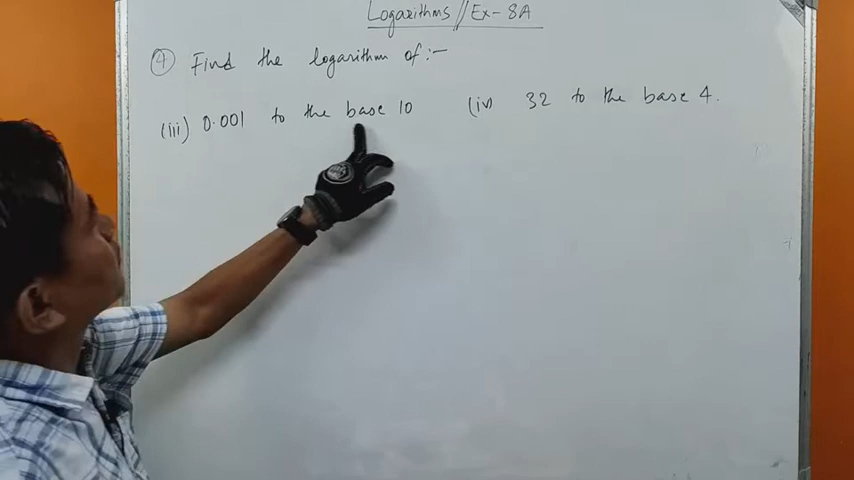 Logarithms // Ex-8A
(4) Find the logarithm of :-
(iii) 0.001 to the base 10 (iv) 32 to the base 4.